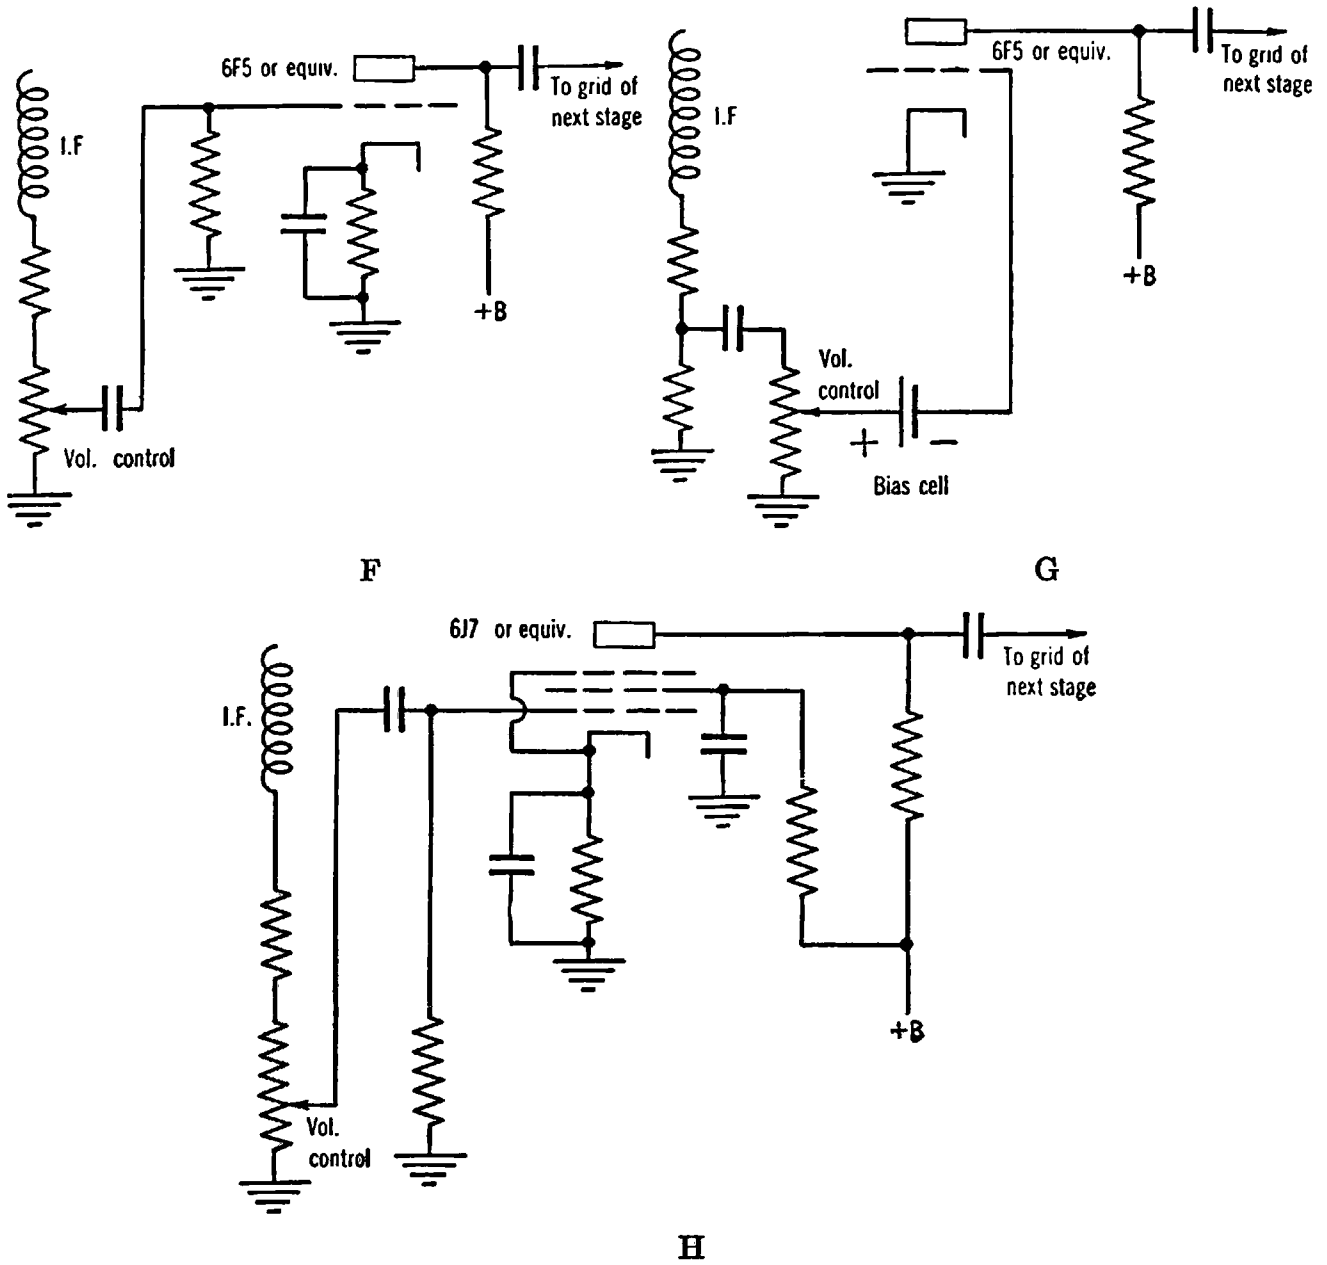 6F5 or equiv.
To grid of
next stage
I.F
+B
Vol. control
F
6F5 or equiv.
To grid of
next stage
I.F
+B
Vol.
control
+ −
Bias cell
G
6J7 or equiv.
To grid of
next stage
I.F.
+B
Vol.
control
H